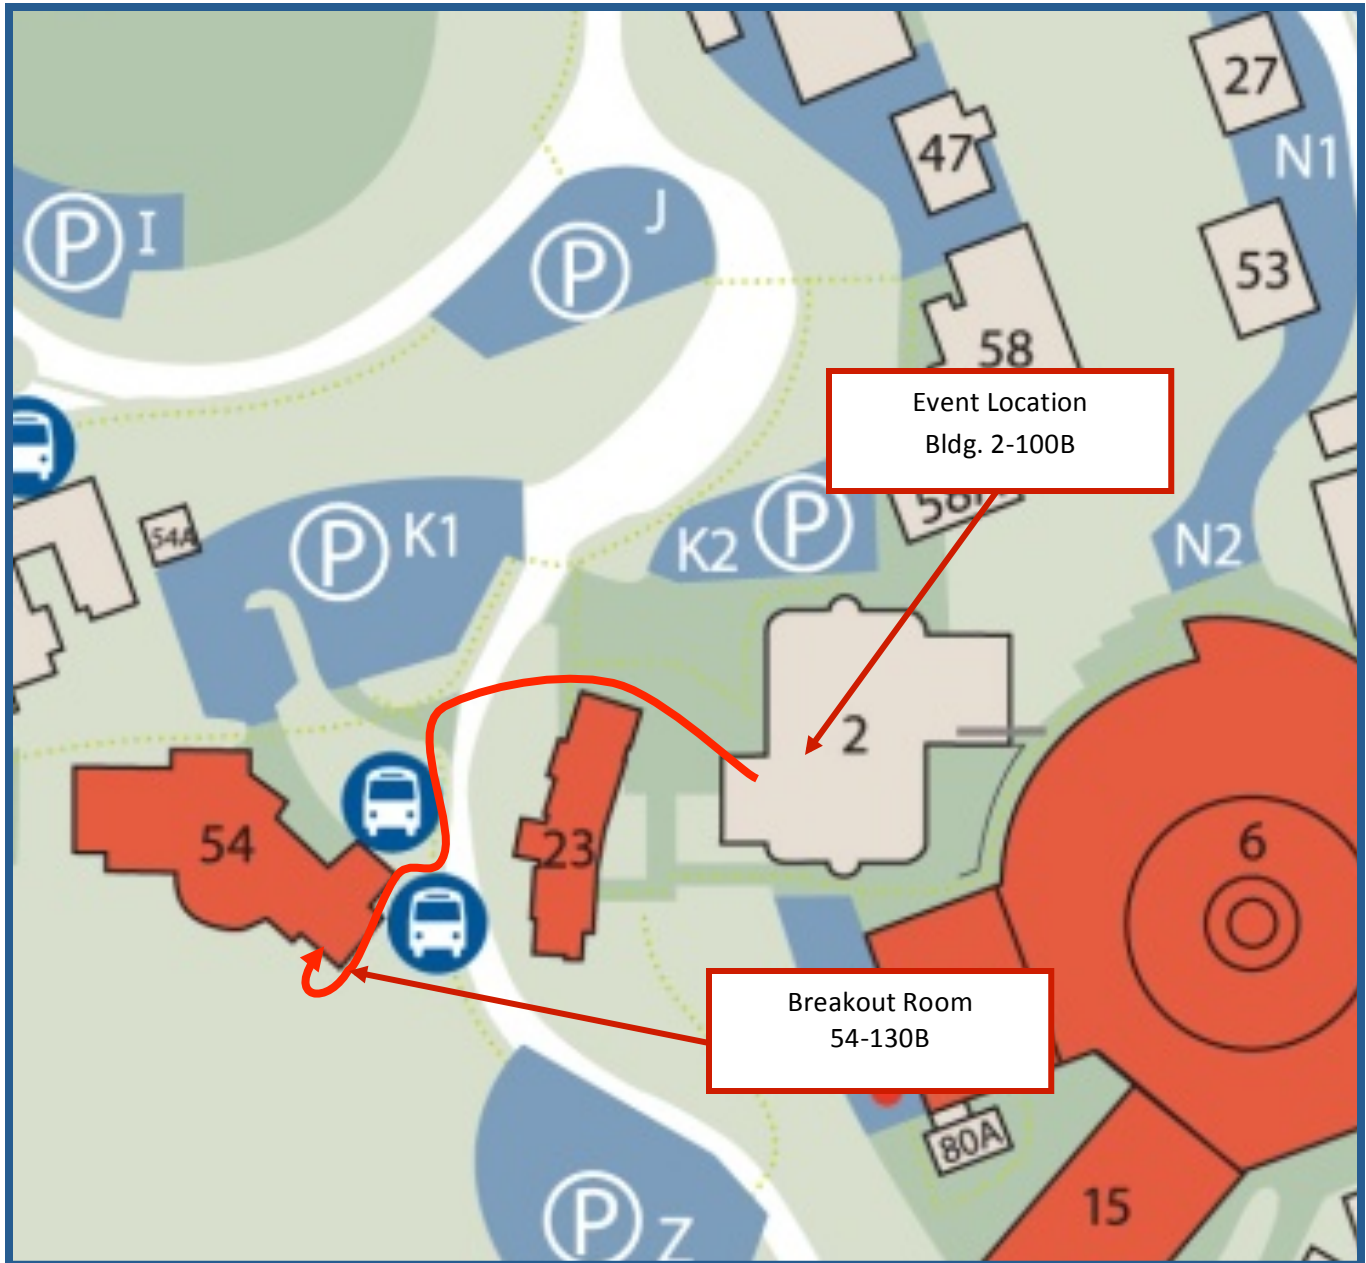 27
47
N1
P
I
J
P
53
58
Event Location
Bldg. 2-100B
54A
P
K1
K2
P
N2
2
54
23
6
Breakout Room
54-130B
80A
15
P
Z